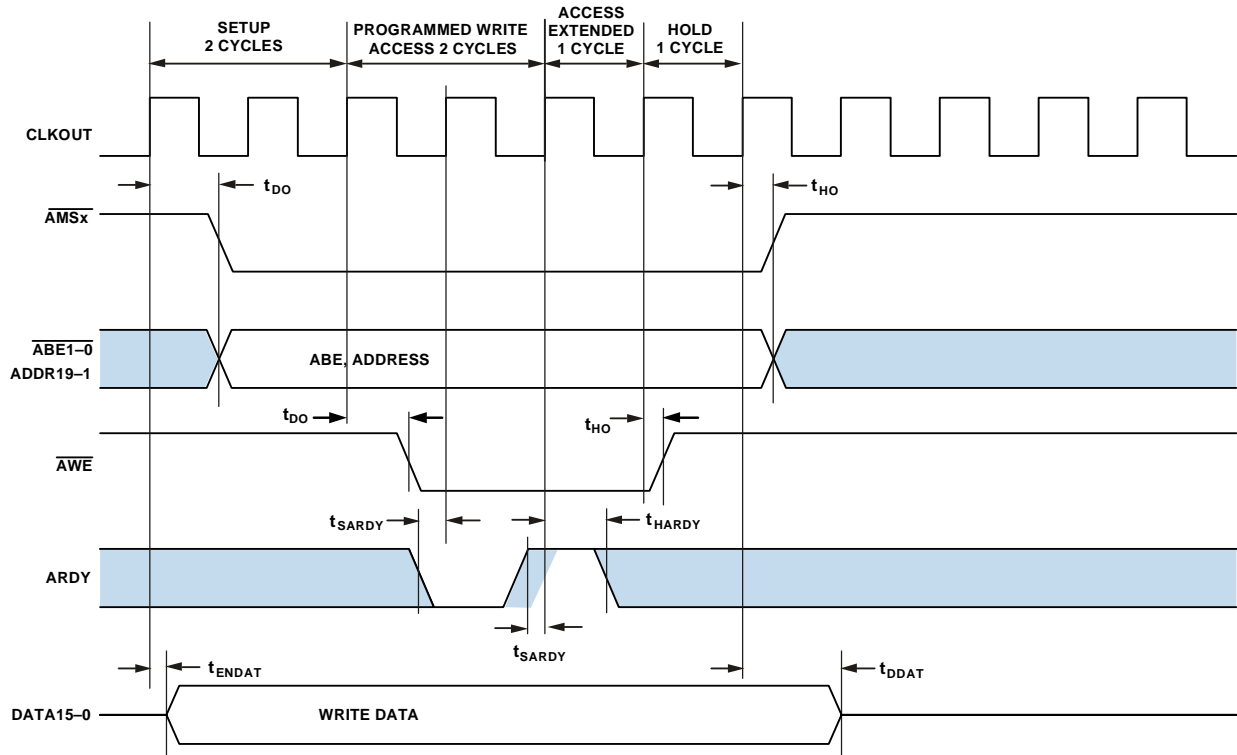 SETUP
2 CYCLES
PROGRAMMED WRITE
ACCESS 2 CYCLES
ACCESS
EXTENDED
1 CYCLE
HOLD
1 CYCLE
CLKOUT
tDO
tHO
AMSx
ABE1–0
ADDR19–1
ABE, ADDRESS
tDO
tHO
AWE
tSARDY
tHARDY
ARDY
tSARDY
tENDAT
tDDAT
DATA15–0
WRITE DATA